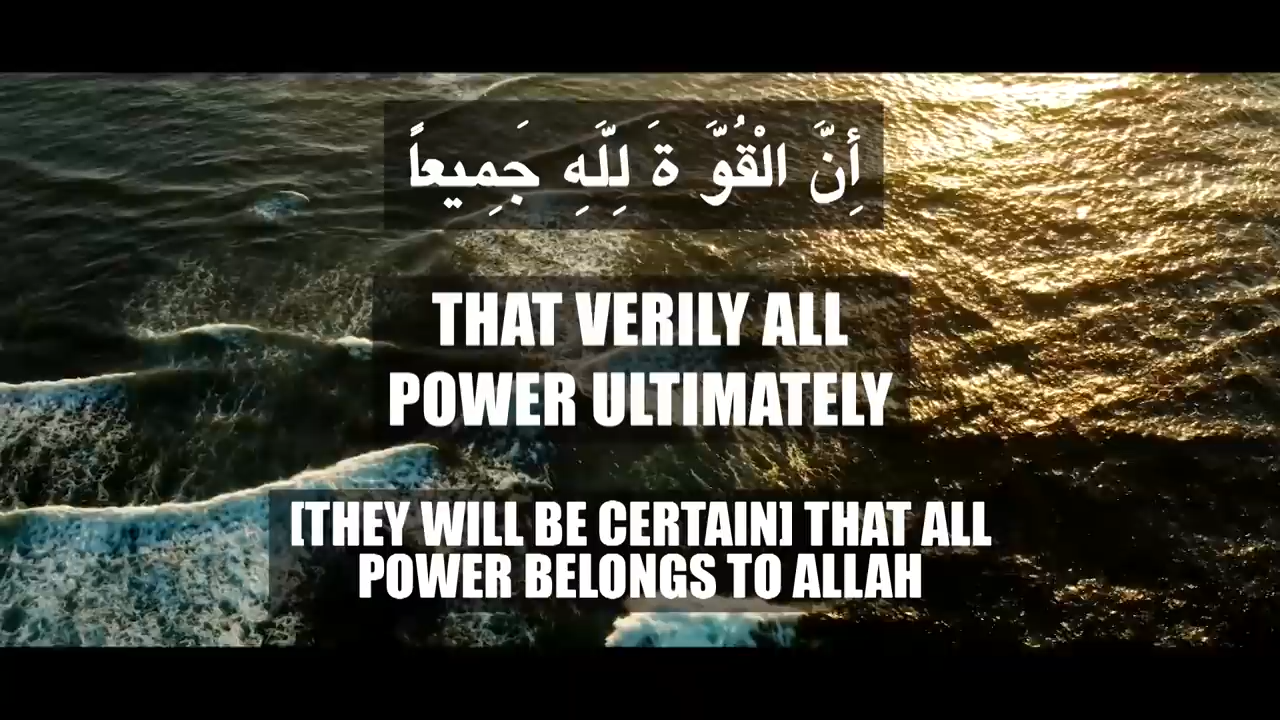 أَِنَّ الْقُوَّ ةَ لِلَّهِ جَمِيعاً
THAT VERILY ALL
POWER ULTIMATELY
[THEY WILL BE CERTAIN] THAT ALL
POWER BELONGS TO ALLAH